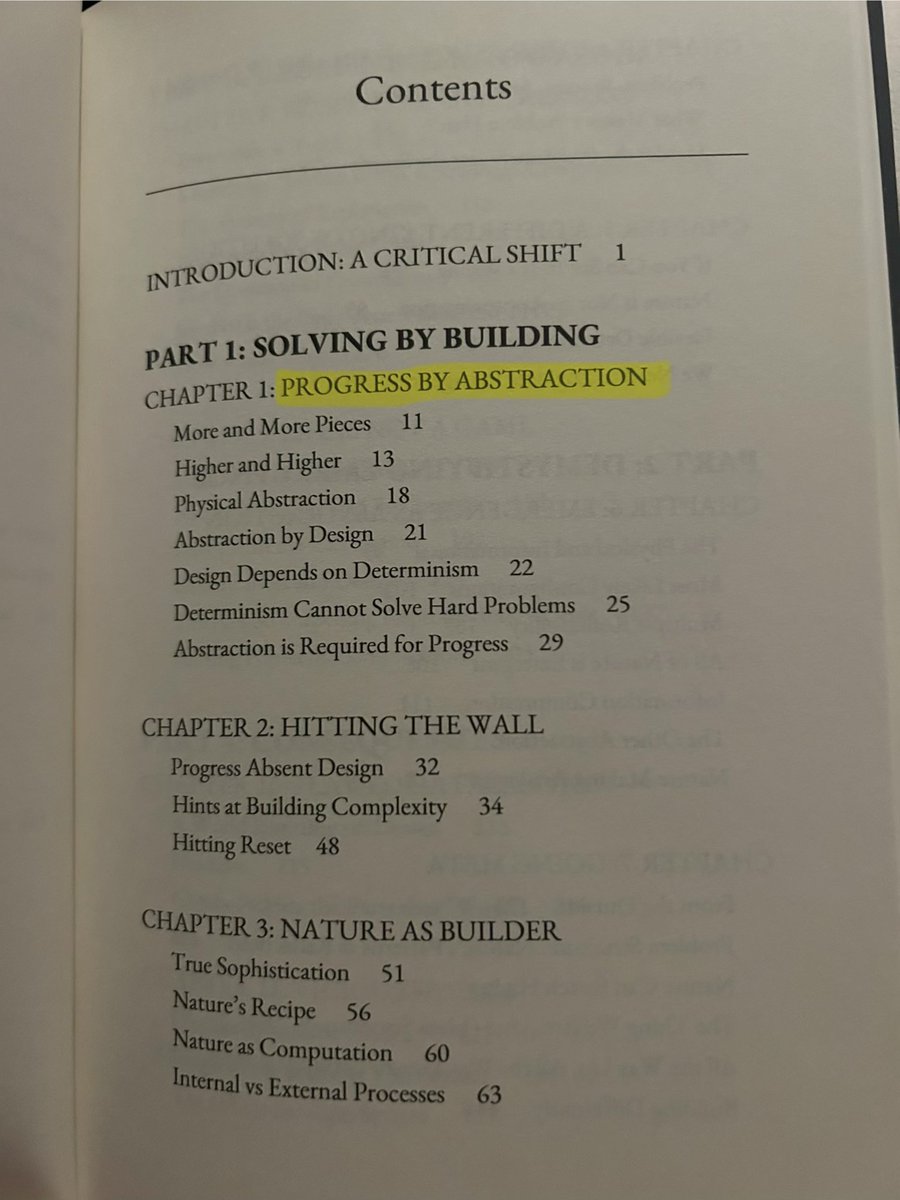 Contents
INTRODUCTION: A CRITICAL SHIFT 1
PART 1: SOLVING BY BUILDING
CHAPTER 1: PROGRESS BY ABSTRACTION
More and More Pieces 11
Higher and Higher 13
Physical Abstraction 18
Abstraction by Design 21
Design Depends on Determinism 22
Determinism Cannot Solve Hard Problems 25
Abstraction is Required for Progress 29
CHAPTER 2: HITTING THE WALL
Progress Absent Design 32
Hints at Building Complexity 34
Hitting Reset 48
CHAPTER 3: NATURE AS BUILDER
True Sophistication 51
Nature's Recipe 56
Nature as Computation 60
Internal vs External Processes 63